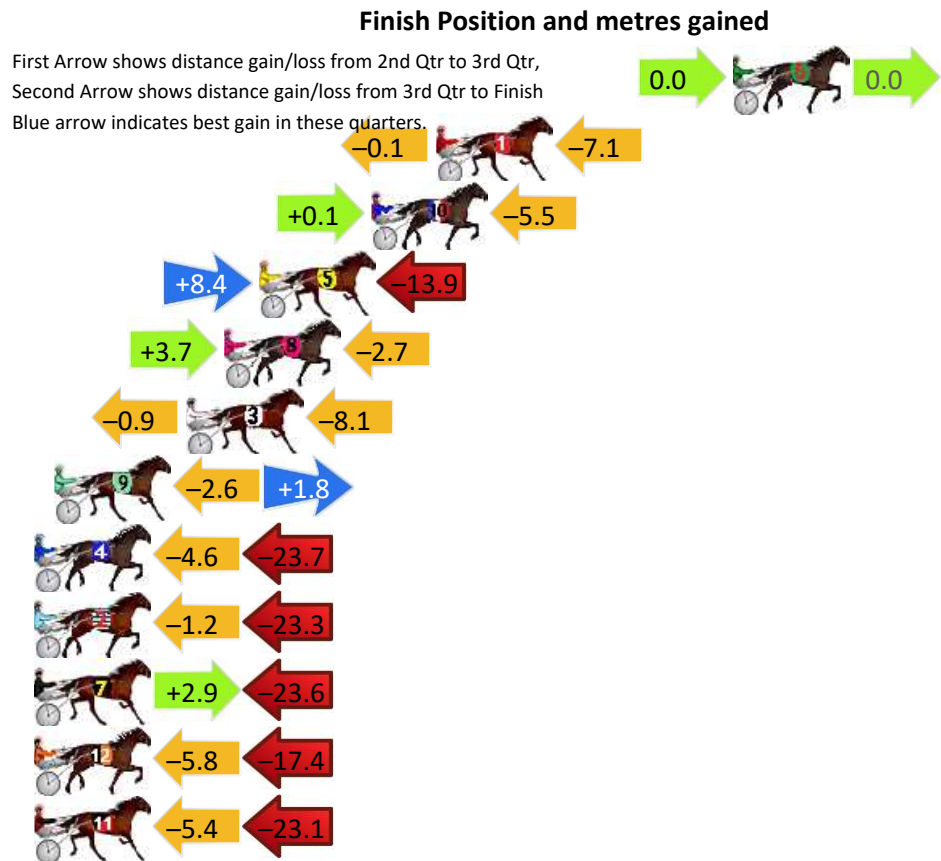 Finish Position and metres gained
First Arrow shows distance gain/loss from 2nd Qtr to 3rd Qtr,
Second Arrow shows distance gain/loss from 3rd Qtr to Finish
Blue arrow indicates best gain in these quarters.
0.0 6 0.0
–0.1 1 –7.1
+0.1 10 –5.5
+8.4 5 –13.9
+3.7 8 –2.7
–0.9 3 –8.1
9 –2.6 +1.8
4 –4.6 –23.7
2 –1.2 –23.3
7 +2.9 –23.6
12 –5.8 –17.4
11 –5.4 –23.1